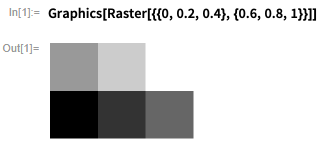 In[1]:= Graphics[Raster[{{0, 0.2, 0.4}, {0.6, 0.8, 1}}]]
Out[1]=